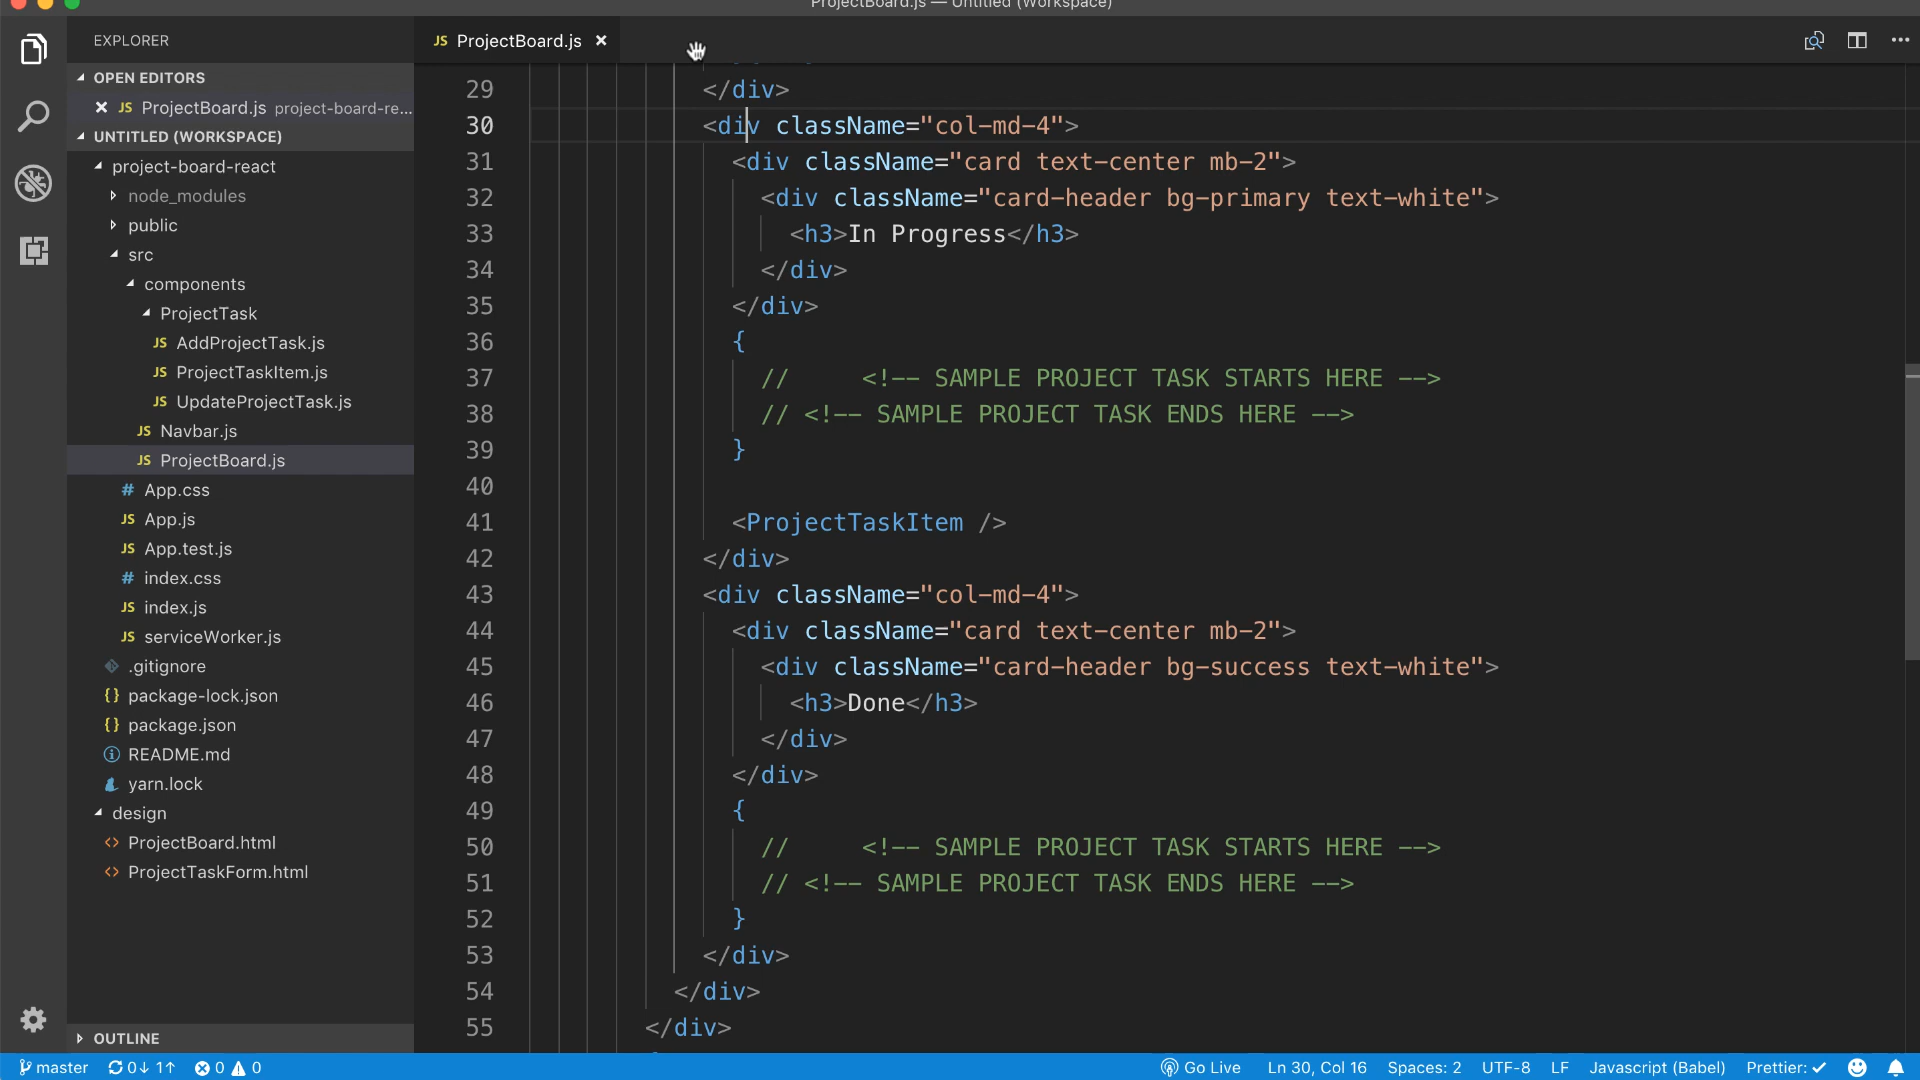 ProjectBoard.js — Untitled (Workspace)
EXPLORER
OPEN EDITORS
JS ProjectBoard.js project-board-re...
UNTITLED (WORKSPACE)
project-board-react
node_modules
public
src
components
ProjectTask
JS AddProjectTask.js
JS ProjectTaskItem.js
JS UpdateProjectTask.js
JS Navbar.js
JS ProjectBoard.js
# App.css
JS App.js
JS App.test.js
# index.css
JS index.js
JS serviceWorker.js
.gitignore
{} package-lock.json
{} package.json
README.md
yarn.lock
design
<> ProjectBoard.html
<> ProjectTaskForm.html
OUTLINE
JS ProjectBoard.js ×
29 </div>
30 <div className="col-md-4">
31 <div className="card text-center mb-2">
32 <div className="card-header bg-primary text-white">
33 <h3>In Progress</h3>
34 </div>
35 </div>
36 {
37 // <!-- SAMPLE PROJECT TASK STARTS HERE -->
38 // <!-- SAMPLE PROJECT TASK ENDS HERE -->
39 }
40
41 <ProjectTaskItem />
42 </div>
43 <div className="col-md-4">
44 <div className="card text-center mb-2">
45 <div className="card-header bg-success text-white">
46 <h3>Done</h3>
47 </div>
48 </div>
49 {
50 // <!-- SAMPLE PROJECT TASK STARTS HERE -->
51 // <!-- SAMPLE PROJECT TASK ENDS HERE -->
52 }
53 </div>
54 </div>
55 </div>
master 0↓ 1↑ 0 0 Go Live Ln 30, Col 16 Spaces: 2 UTF-8 LF Javascript (Babel) Prettier: ✓